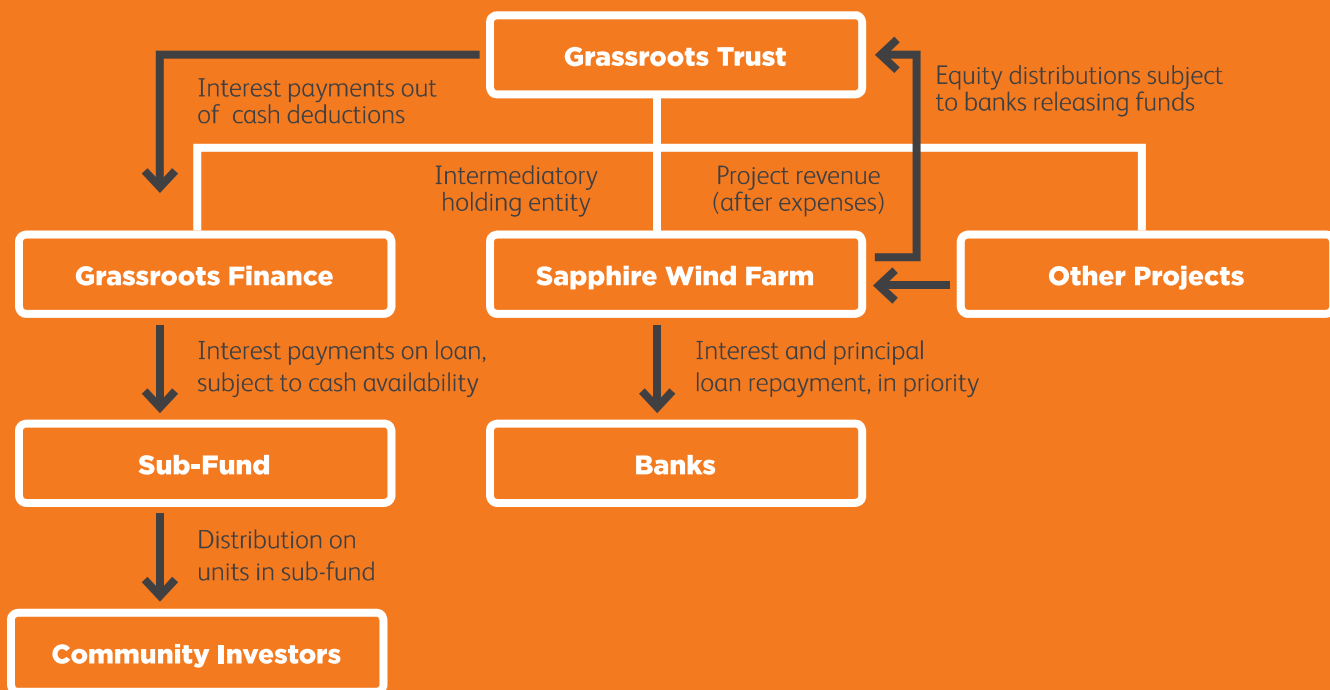 Grassroots Trust
Interest payments out
of cash deductions
Equity distributions subject
to banks releasing funds
Intermediatory
holding entity
Project revenue
(after expenses)
Grassroots Finance
Sapphire Wind Farm
Other Projects
Interest payments on loan,
subject to cash availability
Interest and principal
loan repayment, in priority
Sub-Fund
Banks
Distribution on
units in sub-fund
Community Investors